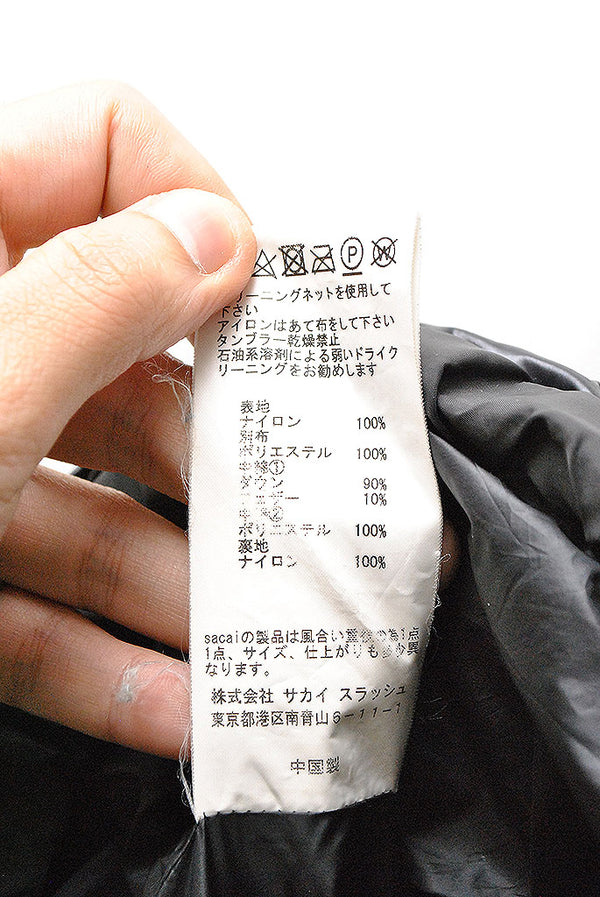 リーニングネットを使用して
下さい
アイロンはあて布をして下さい
タンブラー乾燥禁止
石油系溶剤による弱いドライク
リーニングをお勧めします
表地
ナイロン 100%
別布
ポリエステル 100%
中綿①
ダウン 90%
フェザー 10%
中綿②
ポリエステル 100%
裏地
ナイロン 100%
sacaiの製品は風合い重視の為1点
1点、サイズ、仕上がりも多少異
なります。
株式会社 サカイ スラッシュ
東京都港区南青山6-11-1
中国製